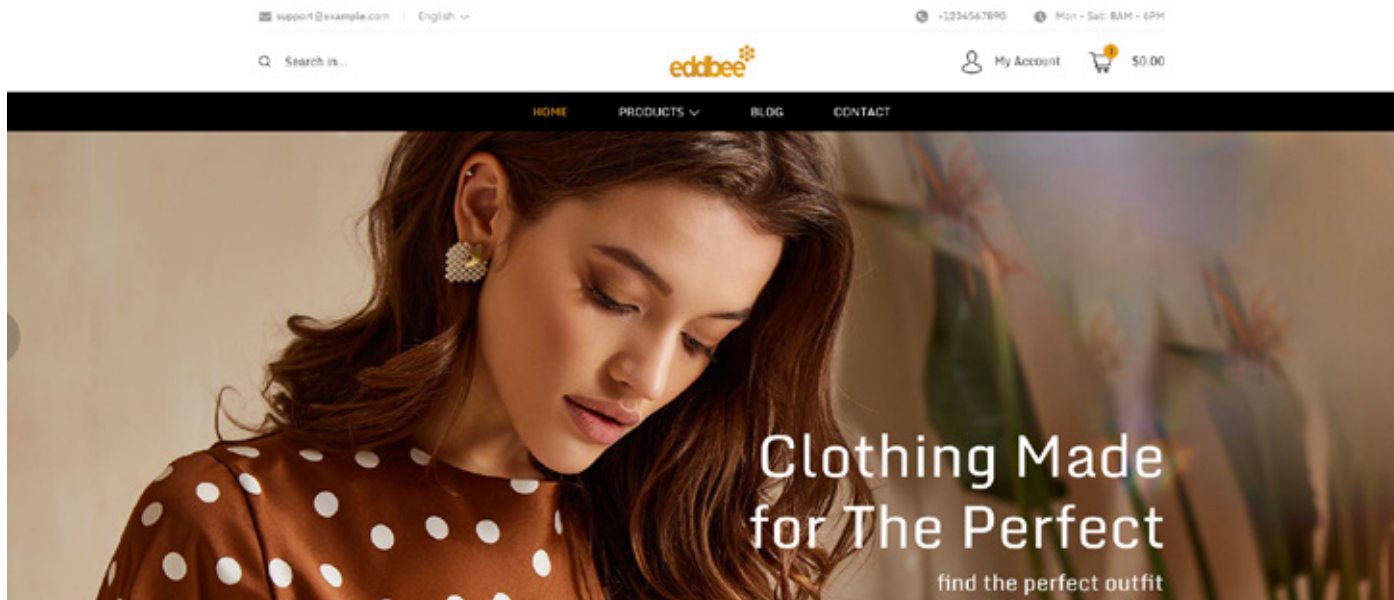 support@example.com
English
+1234567890
Mon - Sat: 8AM - 6PM
Search in...
eddbee
My Account
1
$0.00
HOME
PRODUCTS
BLOG
CONTACT
Clothing Made
for The Perfect
find the perfect outfit